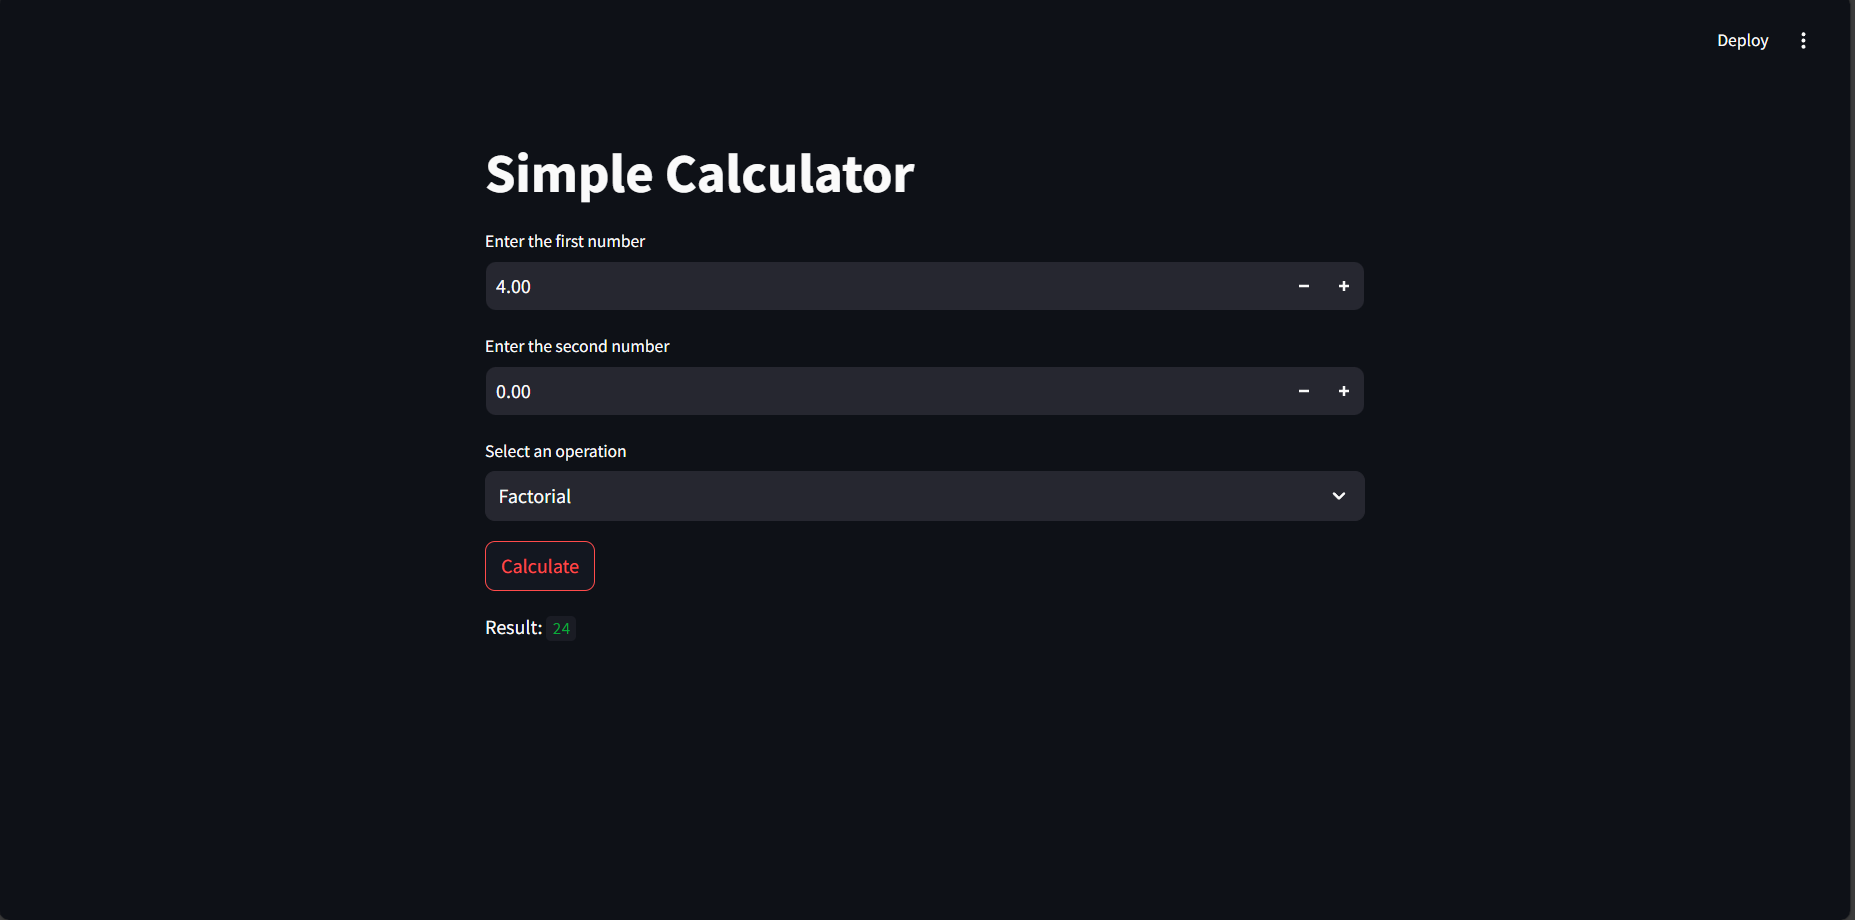 Deploy
Simple Calculator
Enter the first number
4.00
Enter the second number
0.00
Select an operation
Factorial
Calculate
Result: 24